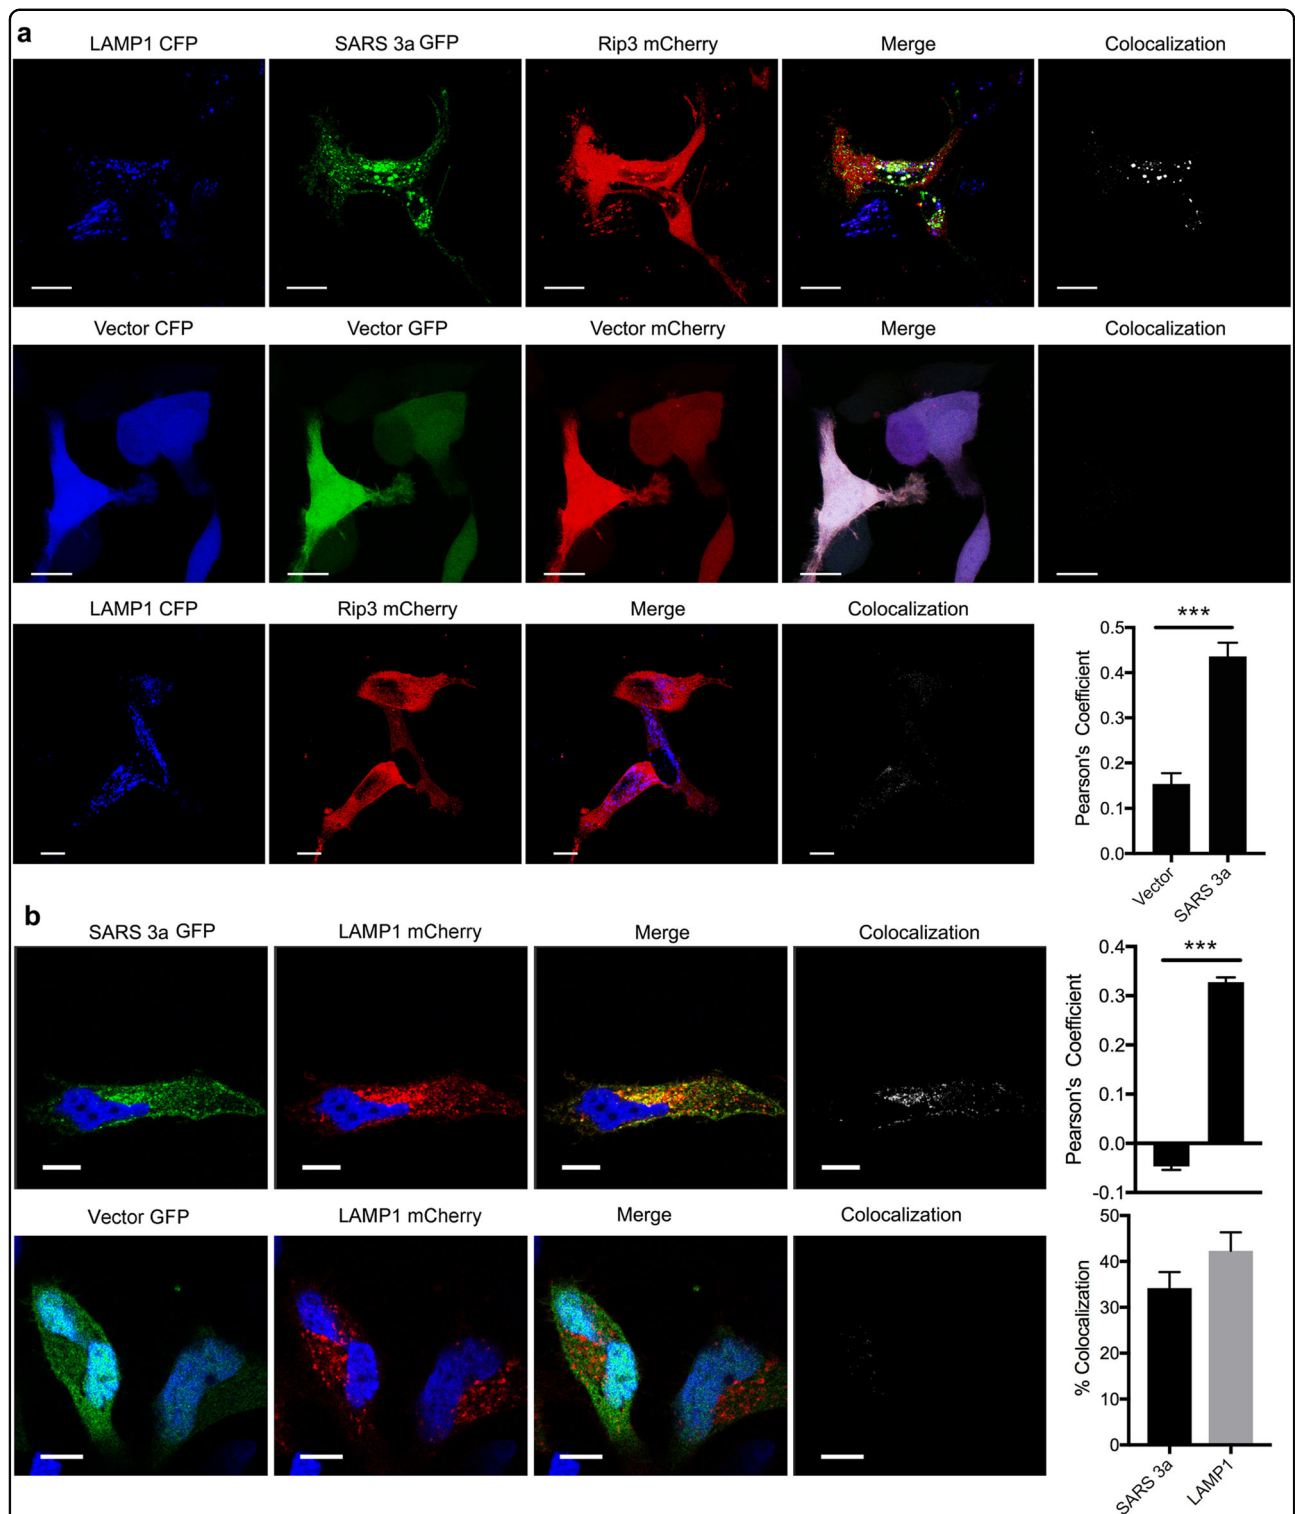 a
LAMP1 CFP SARS 3a GFP Rip3 mCherry Merge Colocalization
Vector CFP Vector GFP Vector mCherry Merge Colocalization
LAMP1 CFP Rip3 mCherry Merge Colocalization
***
Pearson's Coefficient
0.5
0.4
0.3
0.2
0.1
0.0
Vector SARS 3a
b
SARS 3a GFP LAMP1 mCherry Merge Colocalization
***
Pearson's Coefficient
0.4
0.3
0.2
0.1
0.0
-0.1
Vector GFP LAMP1 mCherry Merge Colocalization
% Colocalization
50
40
30
20
10
0
SARS 3a LAMP1